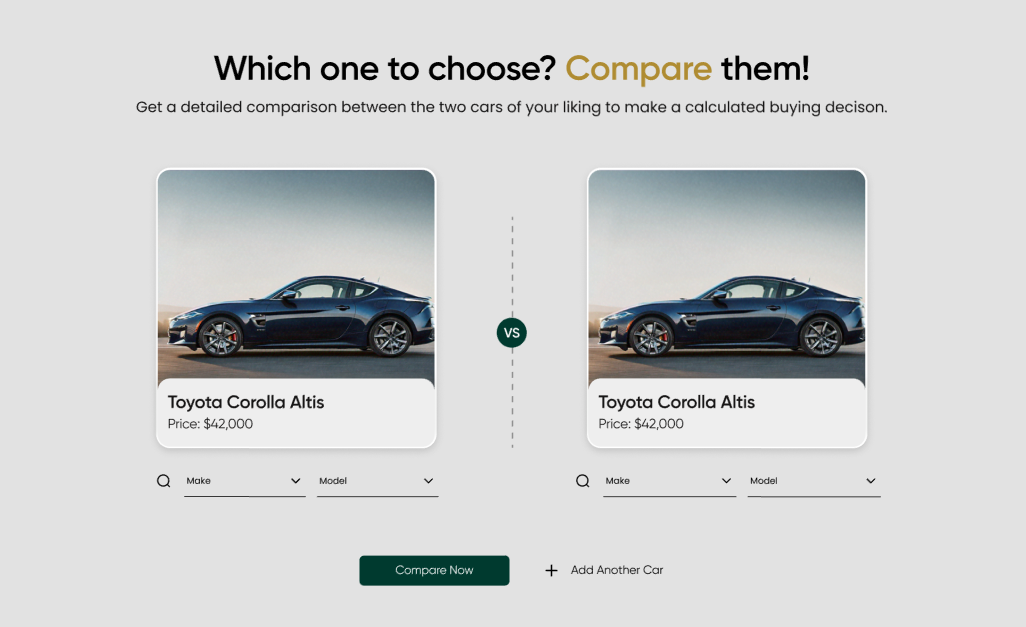 Which one to choose? Compare them!
Get a detailed comparison between the two cars of your liking to make a calculated buying decison.
VS
Toyota Corolla Altis
Price: $42,000
Toyota Corolla Altis
Price: $42,000
Make
Model
Make
Model
Compare Now
Add Another Car